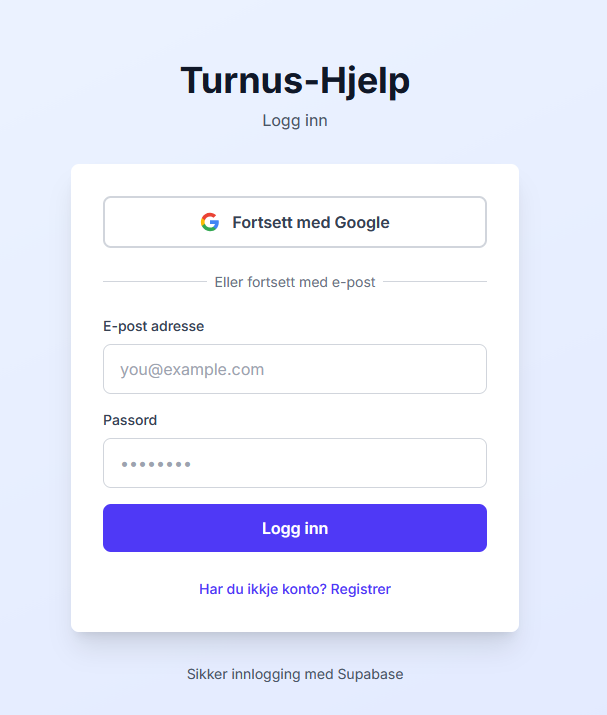 Turnus-Hjelp
Logg inn
Fortsett med Google
Eller fortsett med e-post
E-post adresse
you@example.com
Passord
••••••••
Logg inn
Har du ikkje konto? Registrer
Sikker innlogging med Supabase